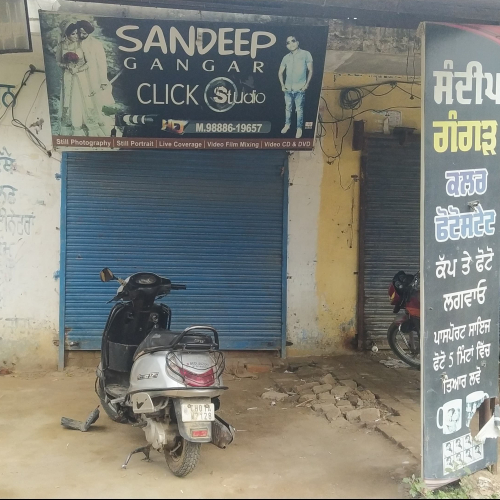 SANDEEP
GANGAR
CLICK Studio
M.98886-19657
Still Photography | Still Portrait | Live Coverage | Video Film Mixing | Video CD & DVD
ਸੰਦੀਪ
ਗੰਗੜ
ਕਲਰ
ਫੋਟੋਸਟੇਟ
ਕੱਪ ਤੇ ਫੋਟੋ
ਲਗਵਾਓ
ਪਾਸਪੋਰਟ ਸਾਇਜ਼
ਫੋਟੋ 5 ਮਿੰਟਾਂ ਵਿੱਚ
ਤਿਆਰ ਲਵੋ